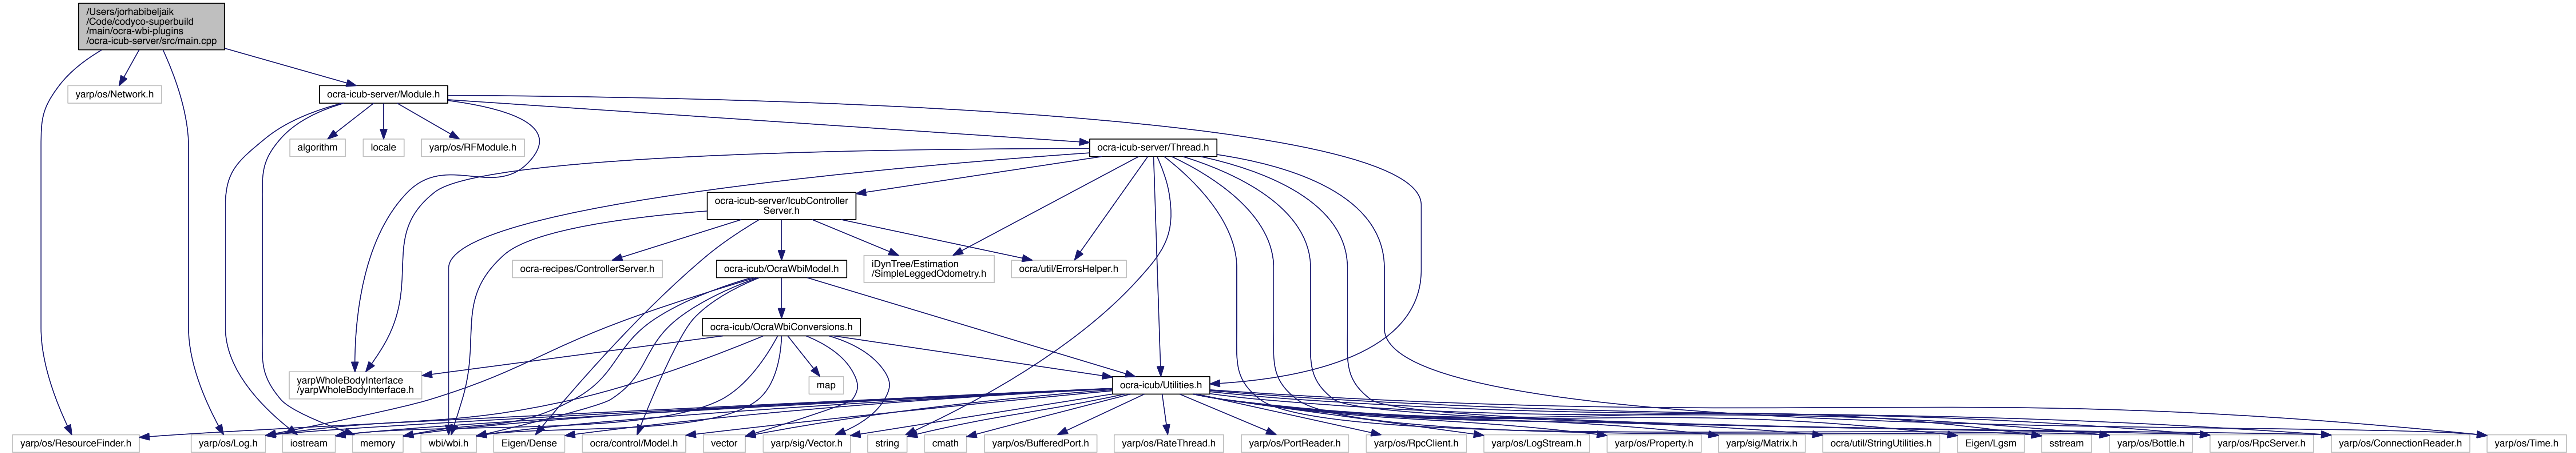 /Users/jorhabibeljaik
/Code/codyco-superbuild
/main/ocra-wbi-plugins
/ocra-icub-server/src/main.cpp
yarp/os/Network.h
ocra-icub-server/Module.h
algorithm
locale
yarp/os/RFModule.h
ocra-icub-server/Thread.h
ocra-icub-server/IcubController
Server.h
ocra-recipes/ControllerServer.h
ocra-icub/OcraWbiModel.h
iDynTree/Estimation
/SimpleLeggedOdometry.h
ocra/util/ErrorsHelper.h
ocra-icub/OcraWbiConversions.h
yarpWholeBodyInterface
/yarpWholeBodyInterface.h
map
ocra-icub/Utilities.h
yarp/os/ResourceFinder.h
yarp/os/Log.h
iostream
memory
wbi/wbi.h
Eigen/Dense
ocra/control/Model.h
vector
yarp/sig/Vector.h
string
cmath
yarp/os/BufferedPort.h
yarp/os/RateThread.h
yarp/os/PortReader.h
yarp/os/RpcClient.h
yarp/os/LogStream.h
yarp/os/Property.h
yarp/sig/Matrix.h
ocra/util/StringUtilities.h
Eigen/Lgsm
sstream
yarp/os/Bottle.h
yarp/os/RpcServer.h
yarp/os/ConnectionReader.h
yarp/os/Time.h